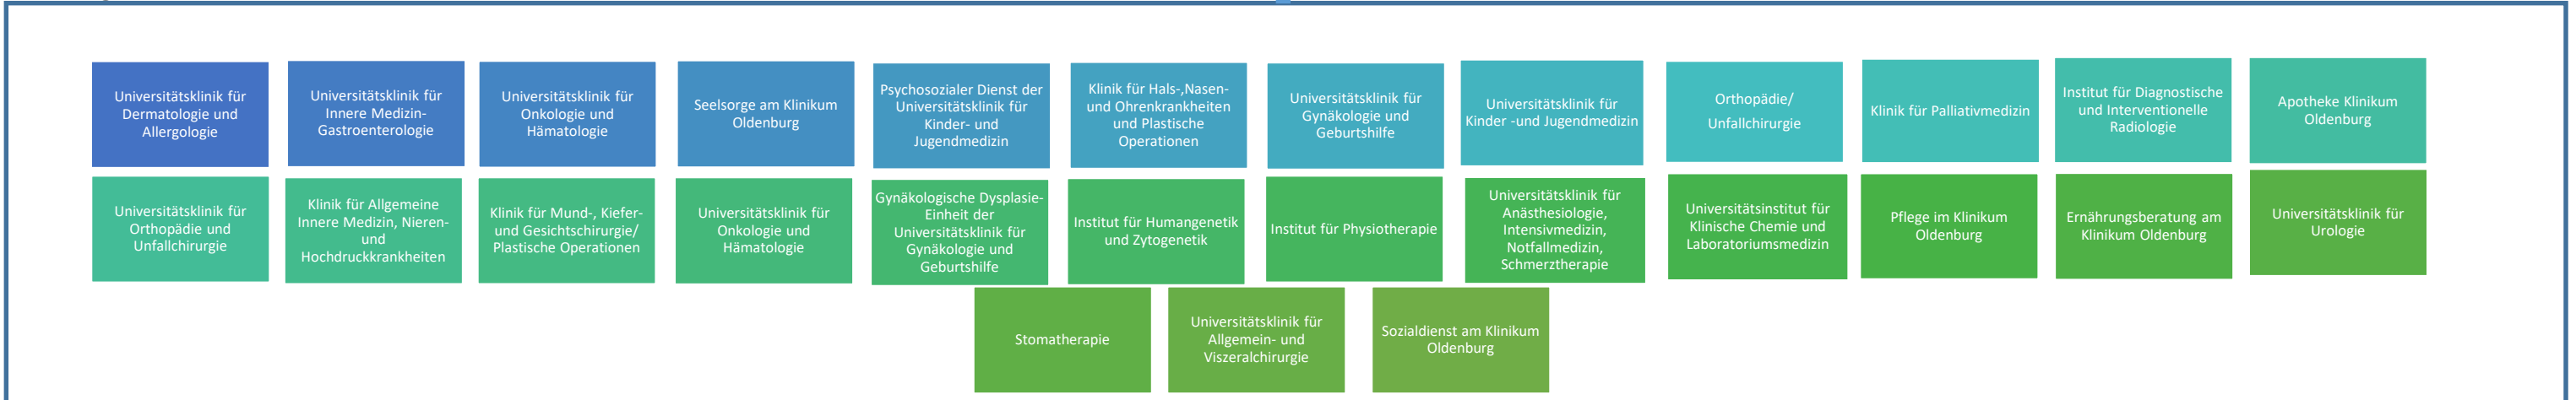 Universitätsklinik für
Dermatologie und
Allergologie
Universitätsklinik für
Innere Medizin-
Gastroenterologie
Universitätsklinik für
Onkologie und
Hämatologie
Seelsorge am Klinikum
Oldenburg
Psychosozialer Dienst der
Universitätsklinik für
Kinder- und
Jugendmedizin
Klinik für Hals-,Nasen-
und Ohrenkrankheiten
und Plastische
Operationen
Universitätsklinik für
Gynäkologie und
Geburtshilfe
Universitätsklinik für
Kinder -und Jugendmedizin
Orthopädie/
Unfallchirurgie
Klinik für Palliativmedizin
Institut für Diagnostische
und Interventionelle
Radiologie
Apotheke Klinikum
Oldenburg
Universitätsklinik für
Orthopädie und
Unfallchirurgie
Klinik für Allgemeine
Innere Medizin, Nieren-
und
Hochdruckkrankheiten
Klinik für Mund-, Kiefer-
und Gesichtschirurgie/
Plastische Operationen
Universitätsklinik für
Onkologie und
Hämatologie
Gynäkologische Dysplasie-
Einheit der
Universitätsklinik für
Gynäkologie und
Geburtshilfe
Institut für Humangenetik
und Zytogenetik
Institut für Physiotherapie
Universitätsklinik für
Anästhesiologie,
Intensivmedizin,
Notfallmedizin,
Schmerztherapie
Universitätsinstitut für
Klinische Chemie und
Laboratoriumsmedizin
Pflege im Klinikum
Oldenburg
Ernährungsberatung am
Klinikum Oldenburg
Universitätsklinik für
Urologie
Stomatherapie
Universitätsklinik für
Allgemein- und
Viszeralchirurgie
Sozialdienst am Klinikum
Oldenburg